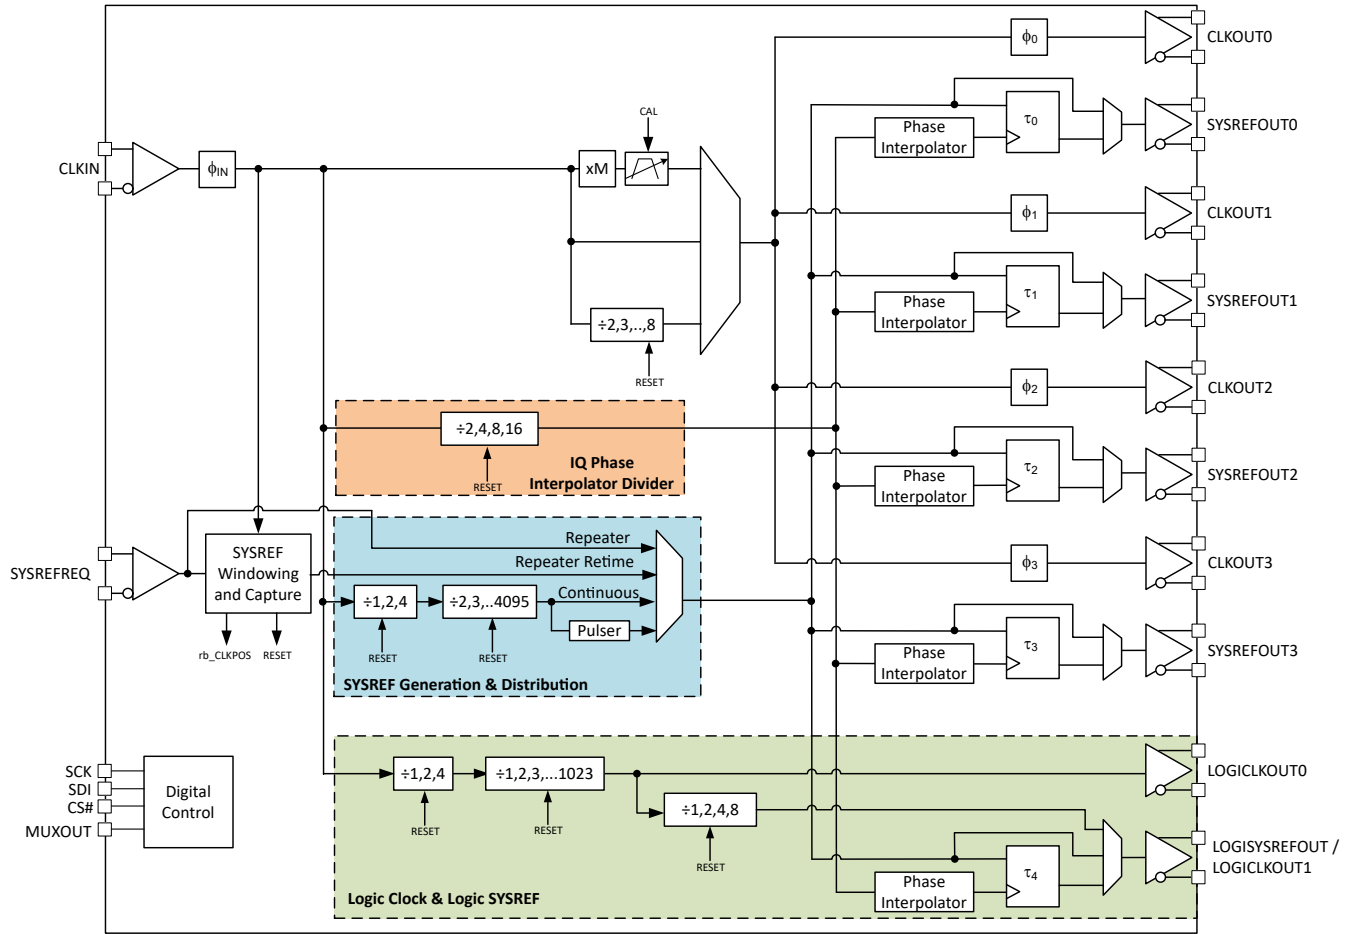 CLKOUT0
ϕ0
CLKIN
ϕIN
CAL
xM
Phase
Interpolator
τ0
SYSREFOUT0
ϕ1
CLKOUT1
÷2,3,..,8
RESET
Phase
Interpolator
τ1
SYSREFOUT1
ϕ2
CLKOUT2
÷2,4,8,16
RESET
IQ Phase
Interpolator Divider
Phase
Interpolator
τ2
SYSREFOUT2
SYSREFREQ
SYSREF
Windowing
and Capture
rb_CLKPOS
RESET
Repeater
Repeater Retime
Continuous
÷1,2,4
÷2,3,..4095
Pulser
RESET
RESET
SYSREF Generation & Distribution
ϕ3
CLKOUT3
Phase
Interpolator
τ3
SYSREFOUT3
SCK
SDI
CS#
MUXOUT
Digital
Control
÷1,2,4
÷1,2,3,...1023
RESET
RESET
÷1,2,4,8
RESET
LOGICLKOUT0
Phase
Interpolator
τ4
LOGISYSREFOUT /
LOGICLKOUT1
Logic Clock & Logic SYSREF